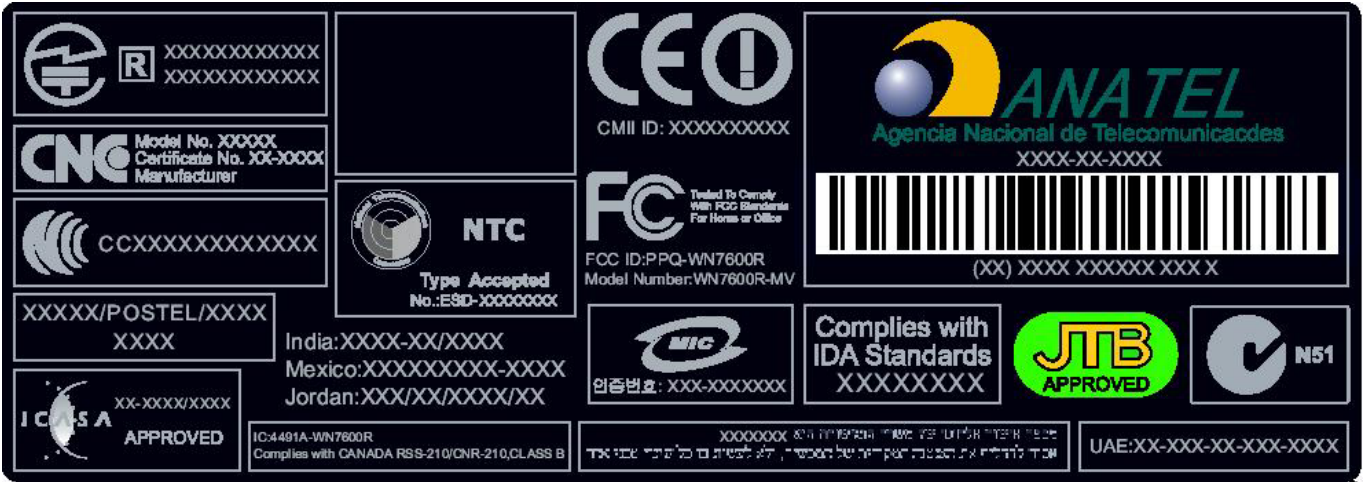 R XXXXXXXXXXXX
XXXXXXXXXXXX
CNC Model No. XXXXX
Certificate No. XX-XXXX
Manufacturer
CCXXXXXXXXXXXXX
XXXXX/POSTEL/XXXX
XXXX
ICASA
XX-XXXX/XXXX
APPROVED
NTC
Type Accepted
No.:ESD-XXXXXXXX
India:XXXX-XX/XXXX
Mexico:XXXXXXXXX-XXXX
Jordan:XXX/XX/XXXX/XX
IC:4491A-WN7600R
Complies with CANADA RSS-210/CNR-210,CLASS B
CE
CMII ID: XXXXXXXXXX
FC
Tested To Comply
With FCC Standards
For Home or Office
FCC ID:PPQ-WN7600R
Model Number:WN7600R-MV
MIC
인증번호: XXX-XXXXXXX
ANATEL
Agencia Nacional de Telecomunicacdes
XXXX-XX-XXXX
(XX) XXXX XXXXXX XXX X
Complies with
IDA Standards
XXXXXXXX
JTB
APPROVED
N51
XXXXXXX
UAE:XX-XXX-XX-XXX-XXXX